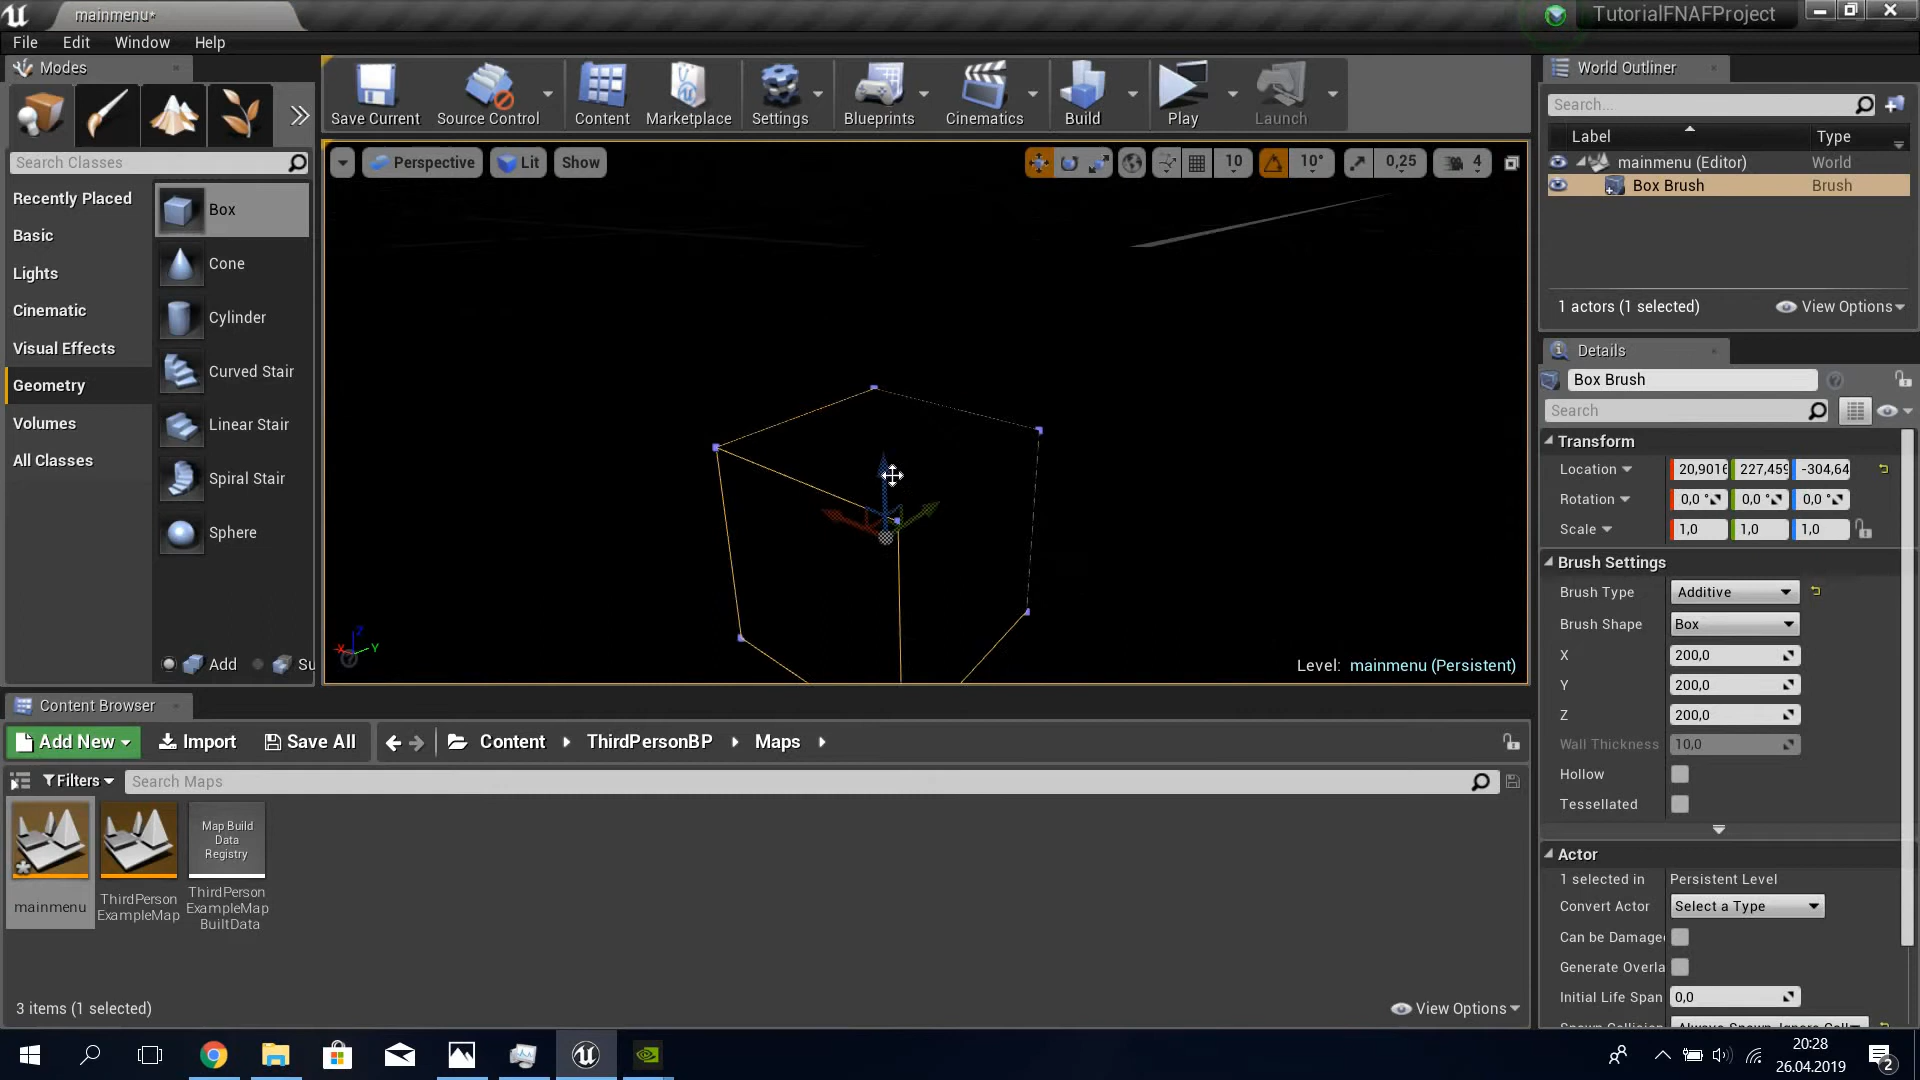 mainmenu*
TutorialFNAFProject
File Edit Window Help
Modes
Save Current
Source Control
Content
Marketplace
Settings
Blueprints
Cinematics
Build
Play
Launch
Search Classes
Recently Placed
Basic
Lights
Cinematic
Visual Effects
Geometry
Volumes
All Classes
Box
Cone
Cylinder
Curved Stair
Linear Stair
Spiral Stair
Sphere
Add
Su
Perspective
Lit
Show
10
10°
0,25
4
Z
X
Y
Level: mainmenu (Persistent)
World Outliner
Search...
Label Type
mainmenu (Editor) World
Box Brush Brush
1 actors (1 selected)
View Options
Details
Box Brush
Search
Transform
Location 20,9016 227,459 -304,64
Rotation 0,0 ° 0,0 ° 0,0 °
Scale 1,0 1,0 1,0
Brush Settings
Brush Type Additive
Brush Shape Box
X 200,0
Y 200,0
Z 200,0
Wall Thickness 10,0
Hollow
Tessellated
Actor
1 selected in Persistent Level
Convert Actor Select a Type
Can be Damage
Generate Overla
Initial Life Span 0,0
Content Browser
Add New
Import
Save All
Content
ThirdPersonBP
Maps
Filters
Search Maps
mainmenu
ThirdPerson
ExampleMap
Map Build
Data
Registry
ThirdPerson
ExampleMap
BuiltData
3 items (1 selected)
View Options
20:28
26.04.2019
2